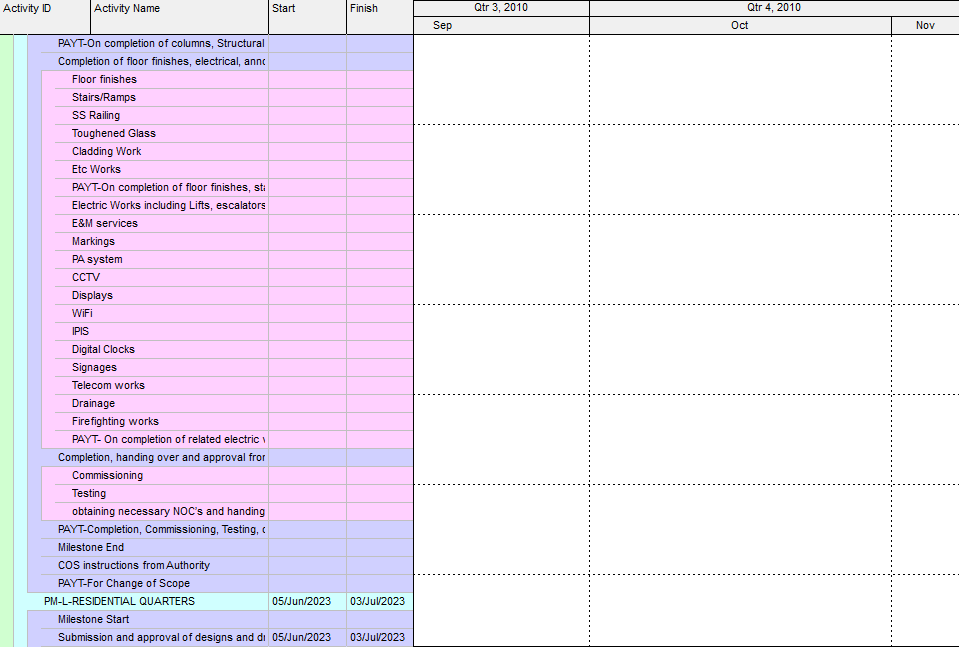 Activity ID Activity Name Start Finish Qtr 3, 2010 Qtr 4, 2010
Sep Oct Nov
PAYT-On completion of columns, Structural
Completion of floor finishes, electrical,
Floor finishes
Stairs/Ramps
SS Railing
Toughened Glass
Cladding Work
Etc Works
PAYT-On completion of floor finishes,
Electric Works including Lifts, escalators
E&M services
Markings
PA system
CCTV
Displays
WiFi
IPIS
Digital Clocks
Signages
Telecom works
Drainage
Firefighting works
PAYT- On completion of related electric
Completion, handing over and approval from
Commissioning
Testing
obtaining necessary NOC's and handing
PAYT-Completion, Commissioning, Testing,
Milestone End
COS instructions from Authority
PAYT-For Change of Scope
PM-L-RESIDENTIAL QUARTERS 05/Jun/2023 03/Jul/2023
Milestone Start
Submission and approval of designs and 05/Jun/2023 03/Jul/2023